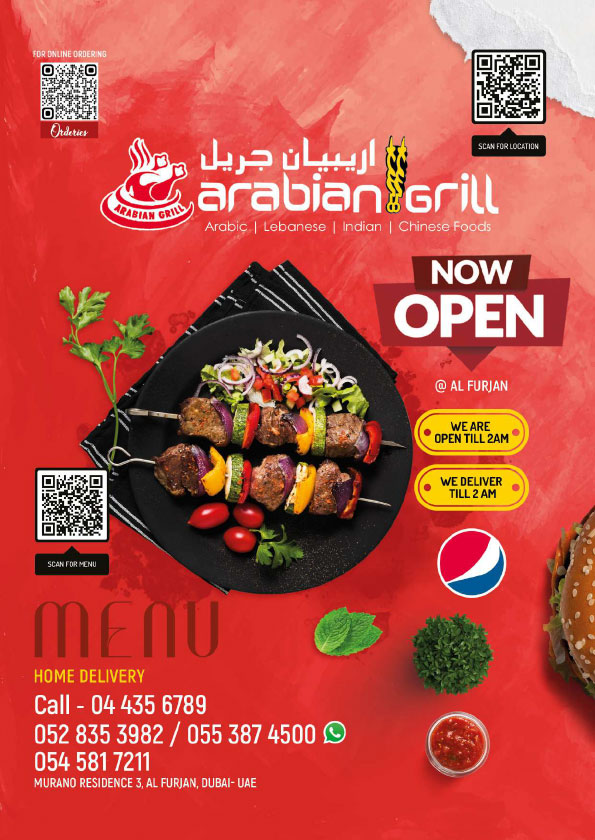 FOR ONLINE ORDERING
Orderies
SCAN FOR LOCATION
اريبيان جريل
ARABIAN GRILL
arabian Grill
Arabic | Lebanese | Indian | Chinese Foods
NOW
OPEN
@ AL FURJAN
WE ARE
OPEN TILL 2AM
WE DELIVER
TILL 2 AM
SCAN FOR MENU
MENU
HOME DELIVERY
Call - 04 435 6789
052 835 3982 / 055 387 4500
054 581 7211
MURANO RESIDENCE 3, AL FURJAN, DUBAI- UAE